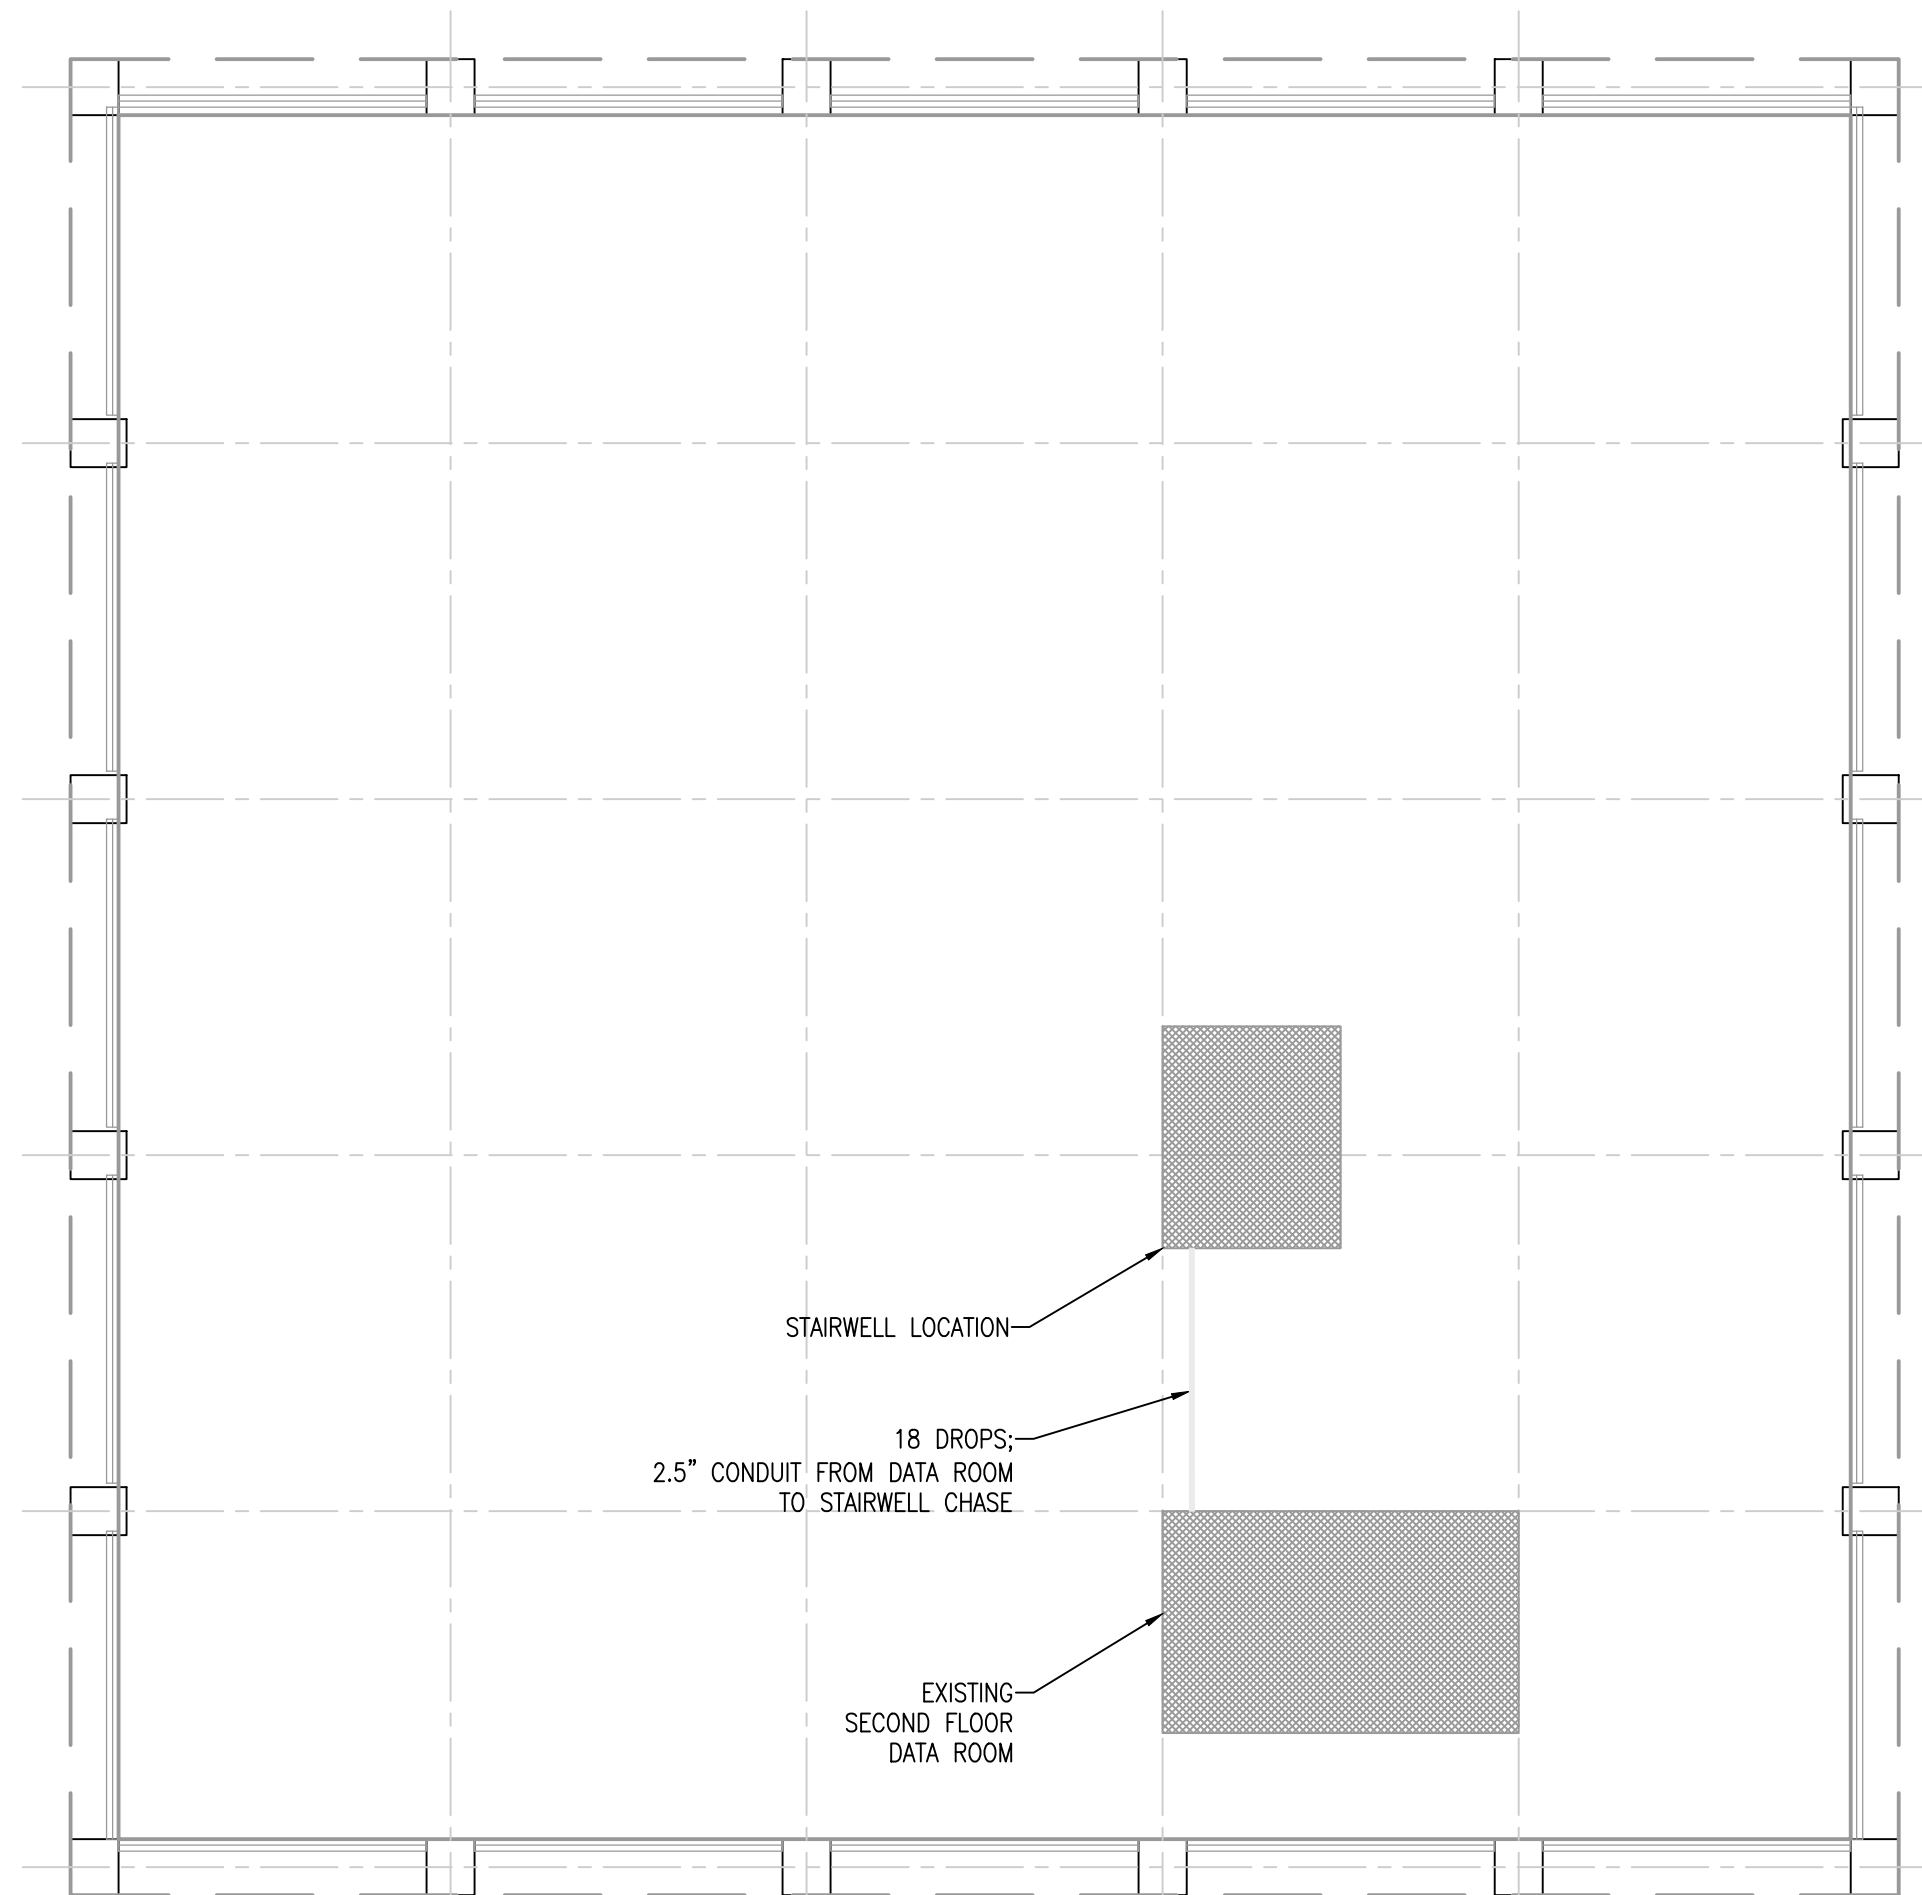 STAIRWELL LOCATION
18 DROPS;
2.5" CONDUIT FROM DATA ROOM
TO STAIRWELL CHASE
EXISTING
SECOND FLOOR
DATA ROOM